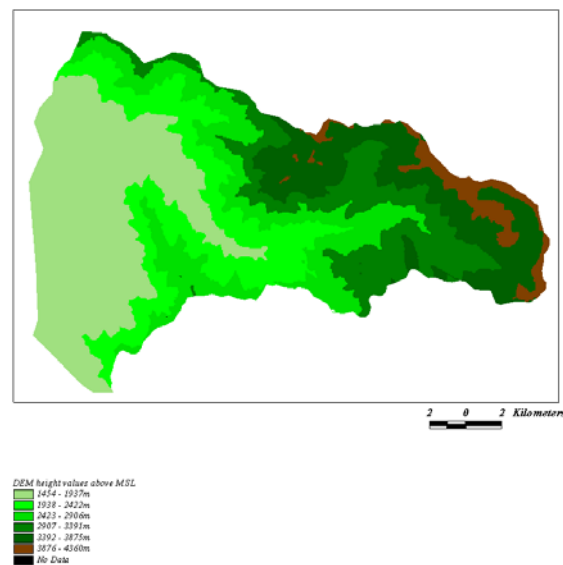 2 0 2 Kilometers
DEM height values above MSL
1454 - 1937m
1938 - 2422m
2423 - 2906m
2907 - 3391m
3392 - 3875m
3876 - 4360m
No Data